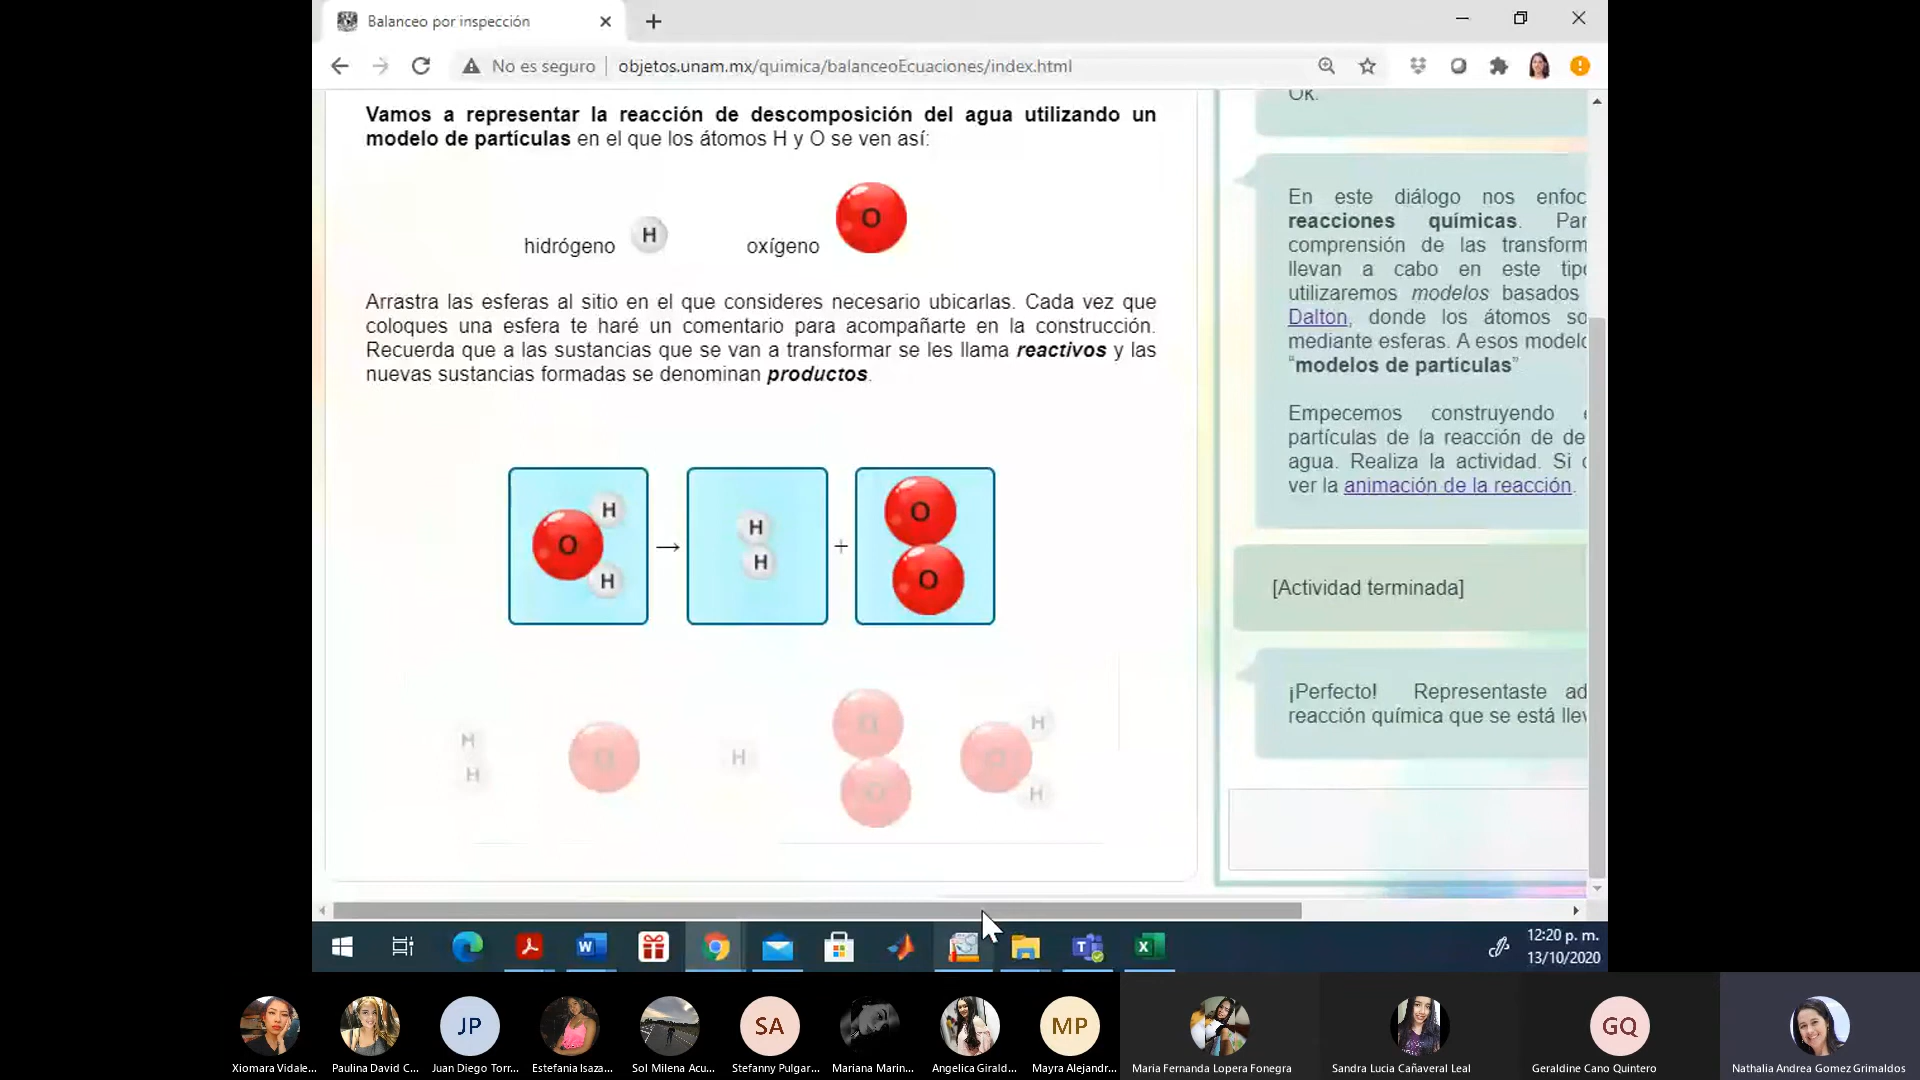 Balanceo por inspección
No es seguro
objetos.unam.mx/quimica/balanceoEcuaciones/index.html
Vamos a representar la reacción de descomposición del agua utilizando un
modelo de partículas en el que los átomos H y O se ven así:
hidrógeno H oxígeno O
Arrastra las esferas al sitio en el que consideres necesario ubicarlas. Cada vez que
coloques una esfera te haré un comentario para acompañarte en la construcción.
Recuerda que a las sustancias que se van a transformar se les llama reactivos y las
nuevas sustancias formadas se denominan productos.
O H H → H H + O O
H H O H O O O H H
Ok.
En este diálogo nos enfoc
reacciones químicas. Par
comprensión de las transform
llevan a cabo en este tipo
utilizaremos modelos basados
Dalton, donde los átomos so
mediante esferas. A esos modelo
"modelos de partículas"
Empecemos construyendo e
partículas de la reacción de de
agua. Realiza la actividad. Si
ver la animación de la reacción.
[Actividad terminada]
¡Perfecto! Representaste ad
reacción química que se está llev
12:20 p. m.
13/10/2020
JP
SA
MP
GQ
Xiomara Vidale...
Paulina David C...
Juan Diego Torr...
Estefania Isaza...
Sol Milena Acu...
Stefanny Pulgar...
Mariana Marin...
Angelica Girald...
Mayra Alejandr...
Maria Fernanda Lopera Fonegra
Sandra Lucia Cañaveral Leal
Geraldine Cano Quintero
Nathalia Andrea Gomez Grimaldos